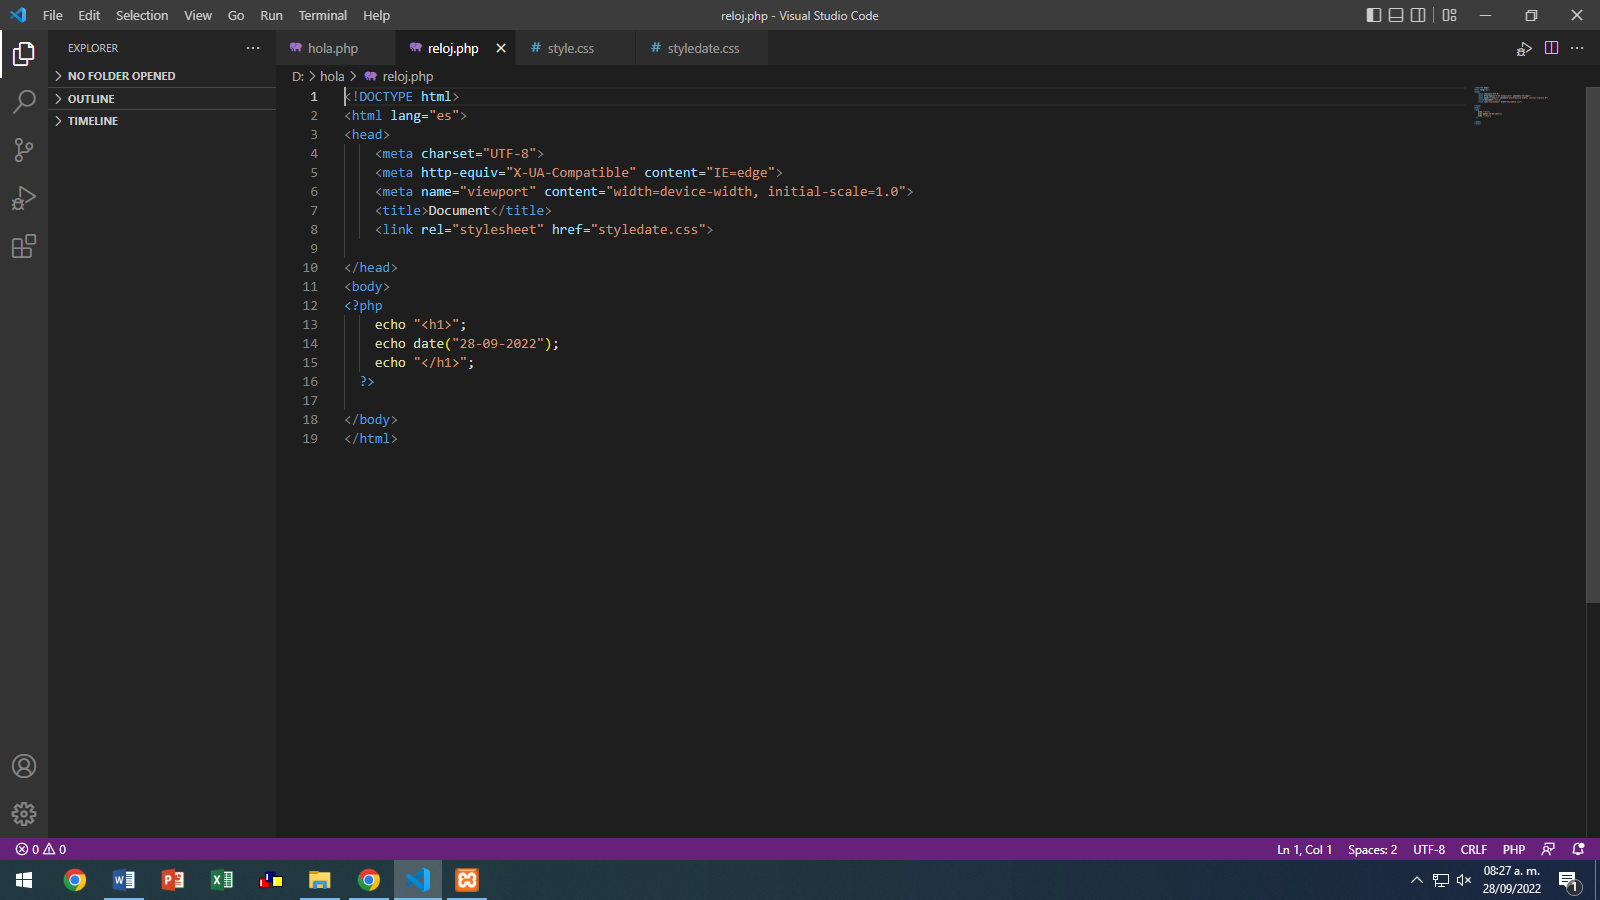 File Edit Selection View Go Run Terminal Help
reloj.php - Visual Studio Code
EXPLORER
NO FOLDER OPENED
OUTLINE
TIMELINE
hola.php reloj.php style.css styledate.css
D: > hola > reloj.php
1 <!DOCTYPE html>
2 <html lang="es">
3 <head>
4 <meta charset="UTF-8">
5 <meta http-equiv="X-UA-Compatible" content="IE=edge">
6 <meta name="viewport" content="width=device-width, initial-scale=1.0">
7 <title>Document</title>
8 <link rel="stylesheet" href="styledate.css">
9
10 </head>
11 <body>
12 <?php
13 echo "<h1>";
14 echo date("28-09-2022");
15 echo "</h1>";
16 ?>
17
18 </body>
19 </html>
0 0
Ln 1, Col 1 Spaces: 2 UTF-8 CRLF PHP
08:27 a. m.
28/09/2022
1